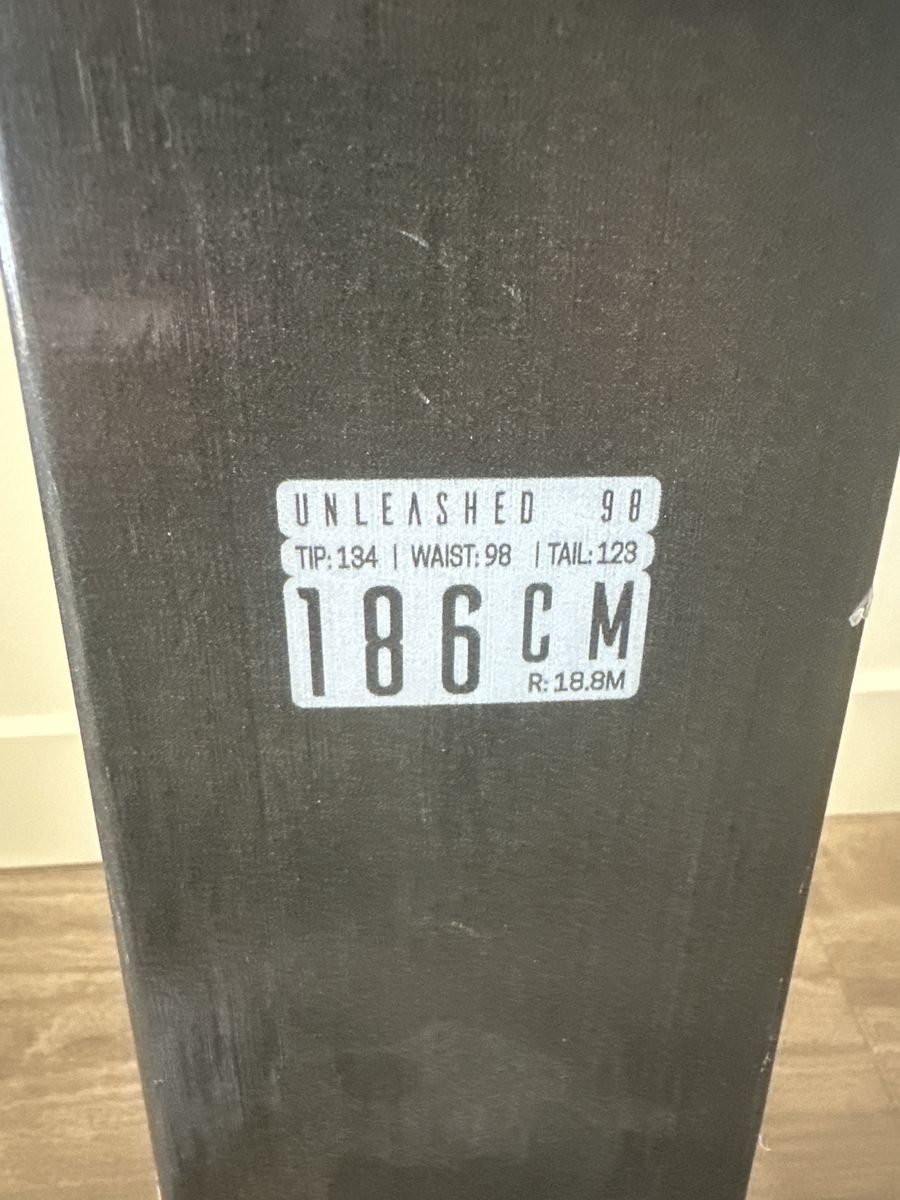 UNLEASHED 98
TIP: 134 | WAIST: 98 | TAIL: 123
186 CM
R: 18.8M